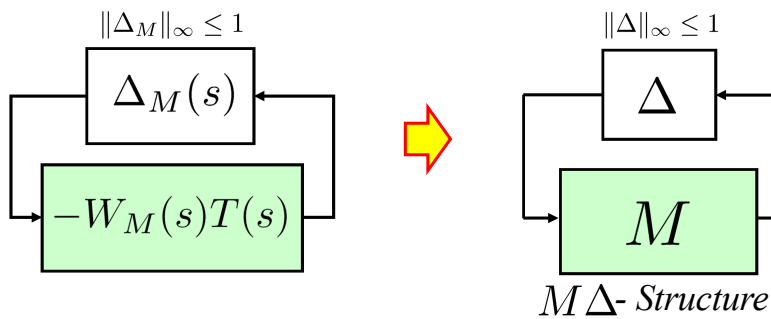 ‖Δ_M‖_∞ ≤ 1
Δ_M(s)
−W_M(s)T(s)
‖Δ‖_∞ ≤ 1
Δ
M
MΔ- Structure